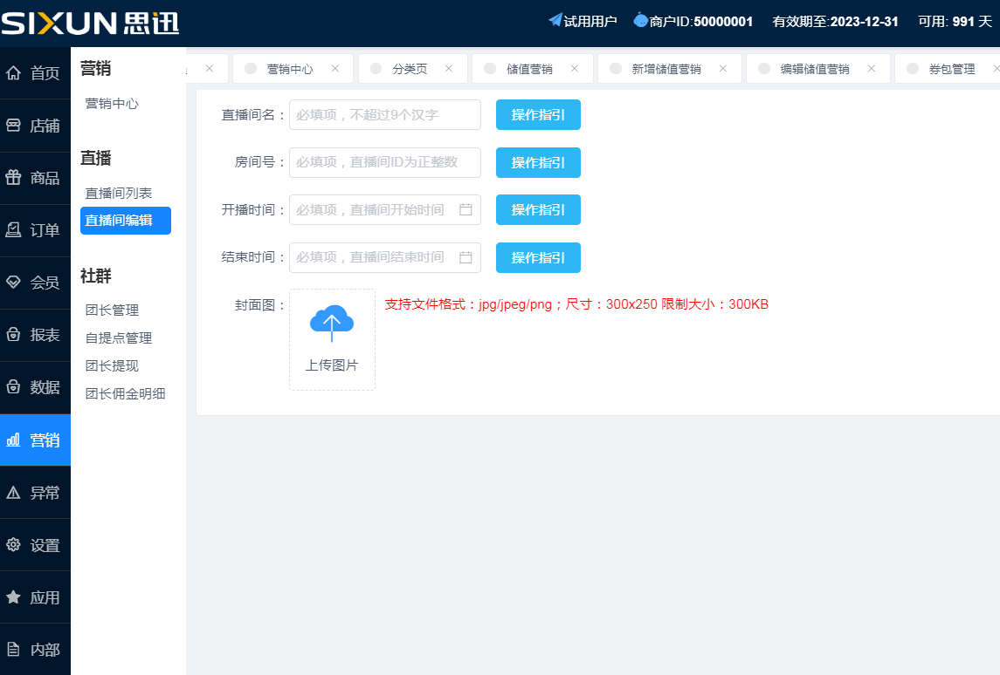 SIXUN 思迅
试用用户 商户ID:50000001 有效期至:2023-12-31 可用: 991 天
首页
店铺
商品
订单
会员
报表
数据
营销
异常
设置
应用
内部
营销
营销中心
直播
直播间列表
直播间编辑
社群
团长管理
自提点管理
团长提现
团长佣金明细
营销中心 分类页 储值营销 新增储值营销 编辑储值营销 券包管理
直播间名： 必填项，不超过9个汉字 操作指引
房间号： 必填项，直播间ID为正整数 操作指引
开播时间： 必填项，直播间开始时间 操作指引
结束时间： 必填项，直播间结束时间 操作指引
封面图： 支持文件格式：jpg/jpeg/png；尺寸：300x250 限制大小：300KB
上传图片